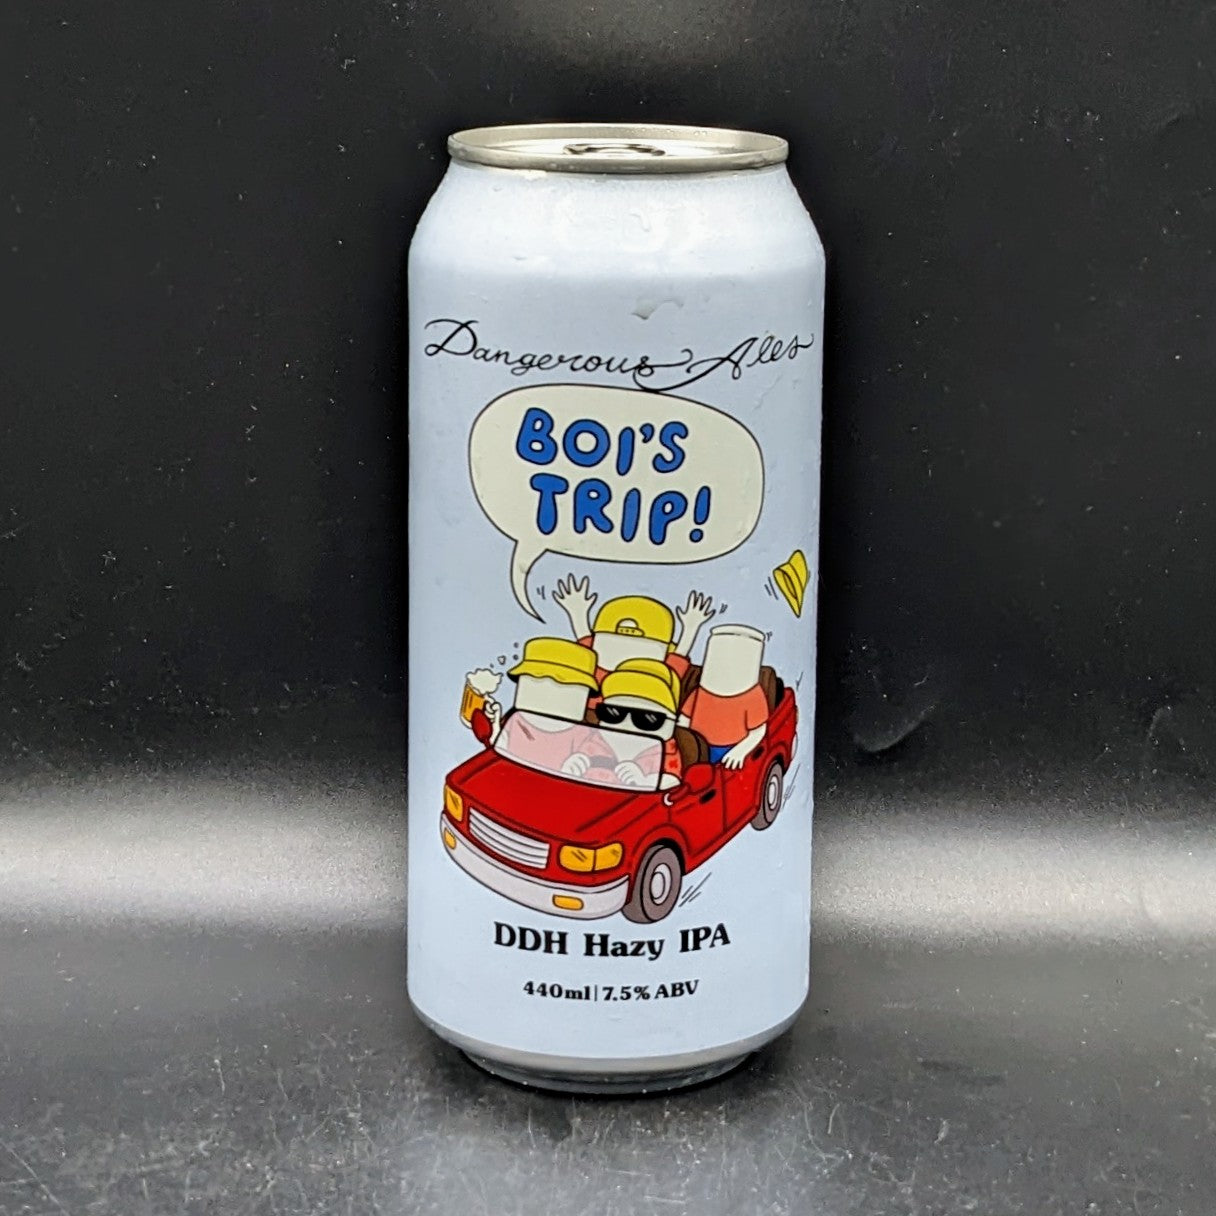 Dangerous Ales
BOI'S
TRIP!
DDH Hazy IPA
440ml | 7.5% ABV